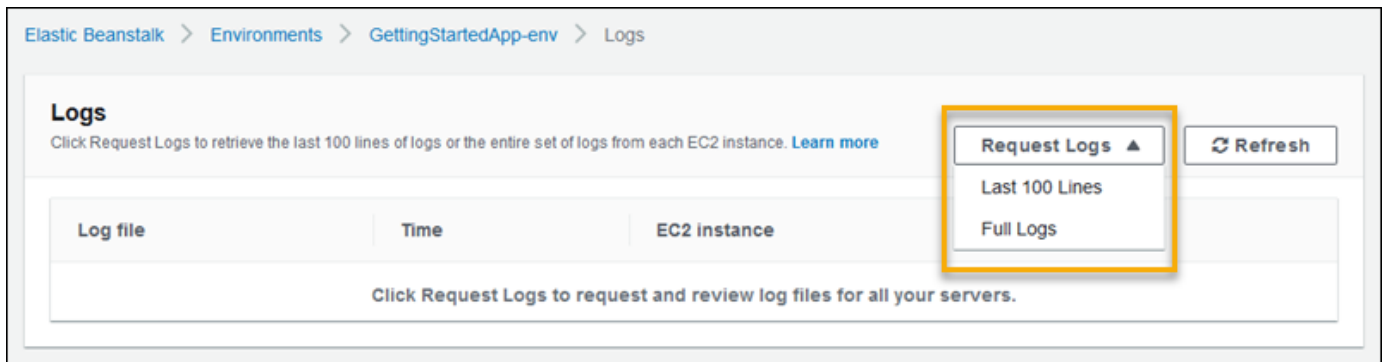 Elastic Beanstalk > Environments > GettingStartedApp-env > Logs
Logs
Click Request Logs to retrieve the last 100 lines of logs or the entire set of logs from each EC2 instance. Learn more
Request Logs ▲
Refresh
Last 100 Lines
Full Logs
Log file
Time
EC2 instance
Click Request Logs to request and review log files for all your servers.